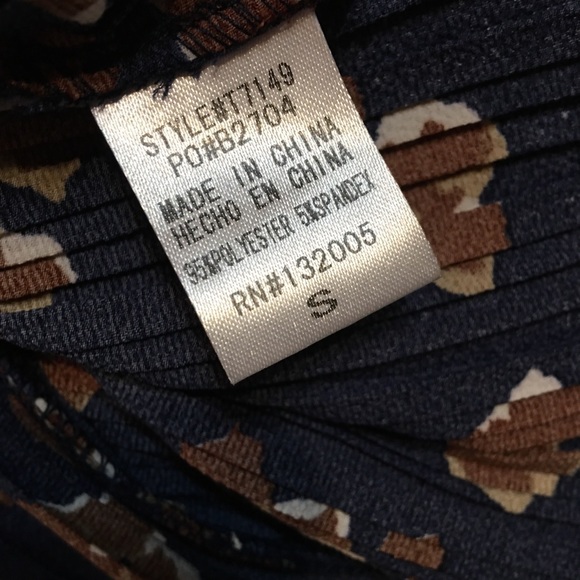 STYLE#T7149
PO#B2704
MADE IN CHINA
HECHO EN CHINA
95%POLYESTER 5%SPANDEX
RN#132005
S